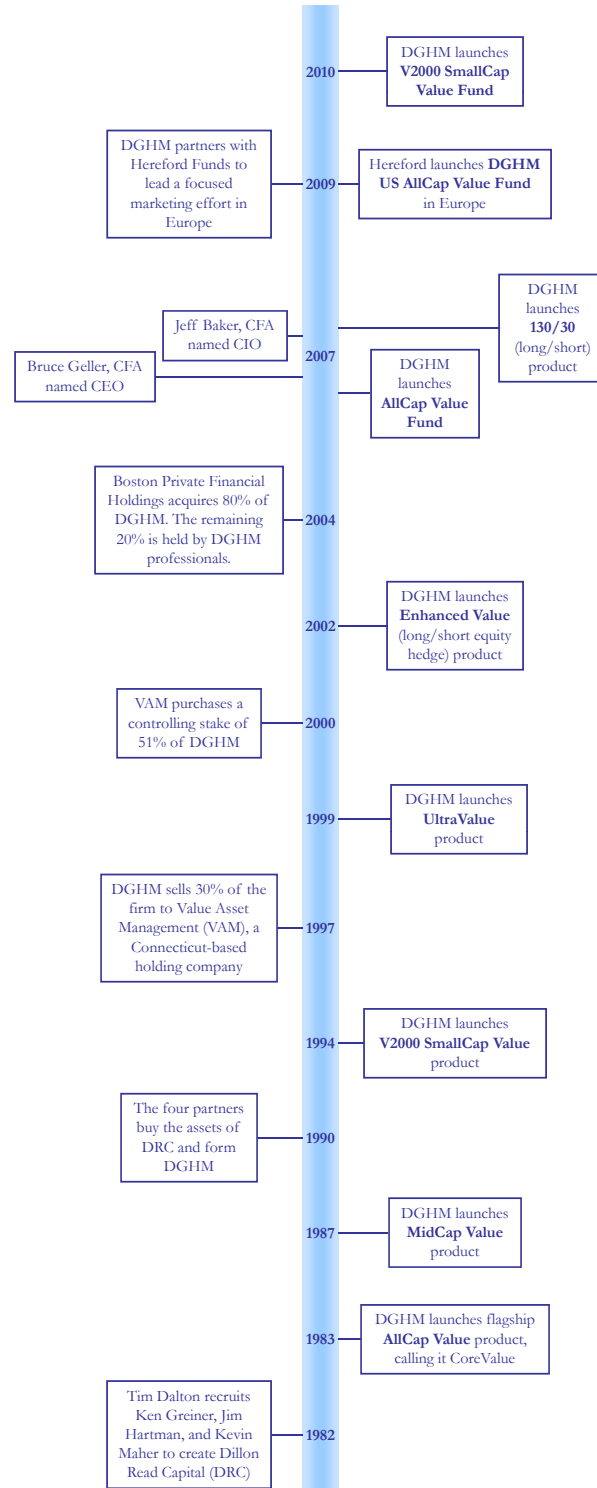 DGHM launches
V2000 SmallCap
Value Fund
2010
DGHM partners with
Hereford Funds to
lead a focused
marketing effort in
Europe
2009
Hereford launches DGHM
US AllCap Value Fund
in Europe
DGHM
launches
130/30
(long/short)
product
Jeff Baker, CFA
named CIO
2007
Bruce Geller, CFA
named CEO
DGHM
launches
AllCap Value
Fund
Boston Private Financial
Holdings acquires 80% of
DGHM. The remaining
20% is held by DGHM
professionals.
2004
DGHM launches
Enhanced Value
(long/short equity
hedge) product
2002
VAM purchases a
controlling stake of
51% of DGHM
2000
DGHM launches
UltraValue
product
1999
DGHM sells 30% of the
firm to Value Asset
Management (VAM), a
Connecticut-based
holding company
1997
DGHM launches
V2000 SmallCap Value
product
1994
The four partners
buy the assets of
DRC and form
DGHM
1990
DGHM launches
MidCap Value
product
1987
DGHM launches flagship
AllCap Value product,
calling it CoreValue
1983
Tim Dalton recruits
Ken Greiner, Jim
Hartman, and Kevin
Maher to create Dillon
Read Capital (DRC)
1982